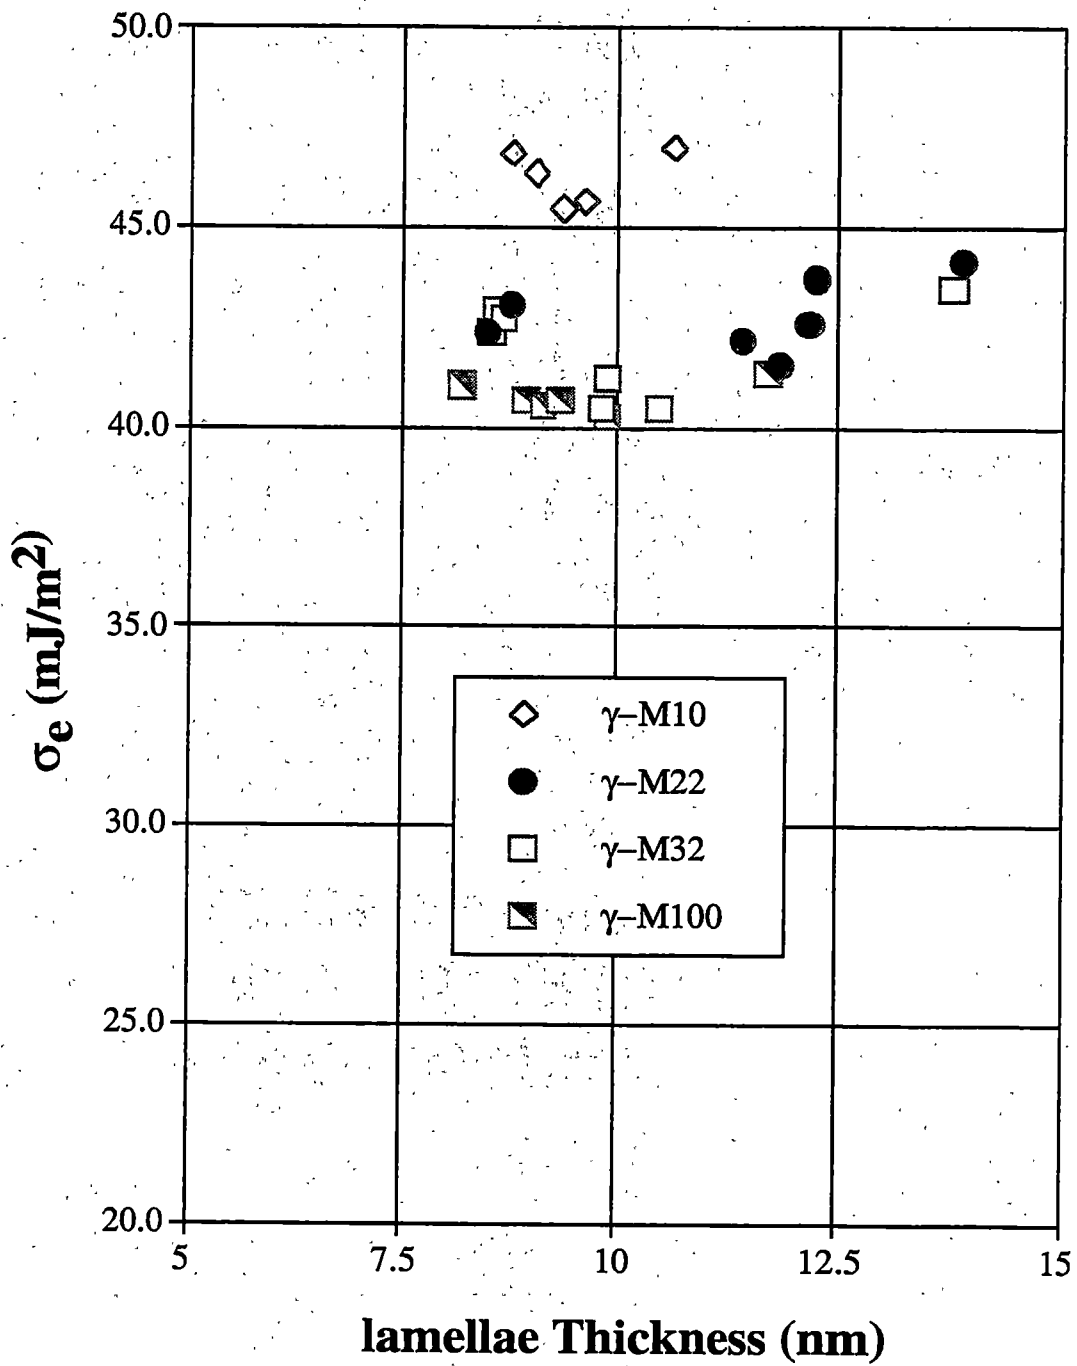 50.0
45.0
40.0
35.0
30.0
25.0
20.0
σe (mJ/m2)
γ–M10
γ–M22
γ–M32
γ–M100
5 7.5 10 12.5 15
lamellae Thickness (nm)